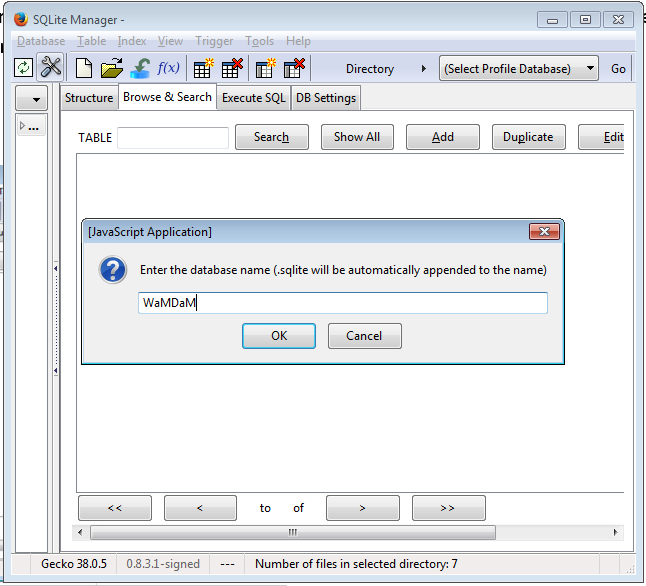 SQLite Manager -
Database Table Index View Trigger Tools Help
f(x) Directory (Select Profile Database) Go
Structure Browse & Search Execute SQL DB Settings
...
TABLE Search Show All Add Duplicate Edit
[JavaScript Application]
Enter the database name (.sqlite will be automatically appended to the name)
WaMDaM
OK Cancel
<< < to of > >>
Gecko 38.0.5 0.8.3.1-signed --- Number of files in selected directory: 7